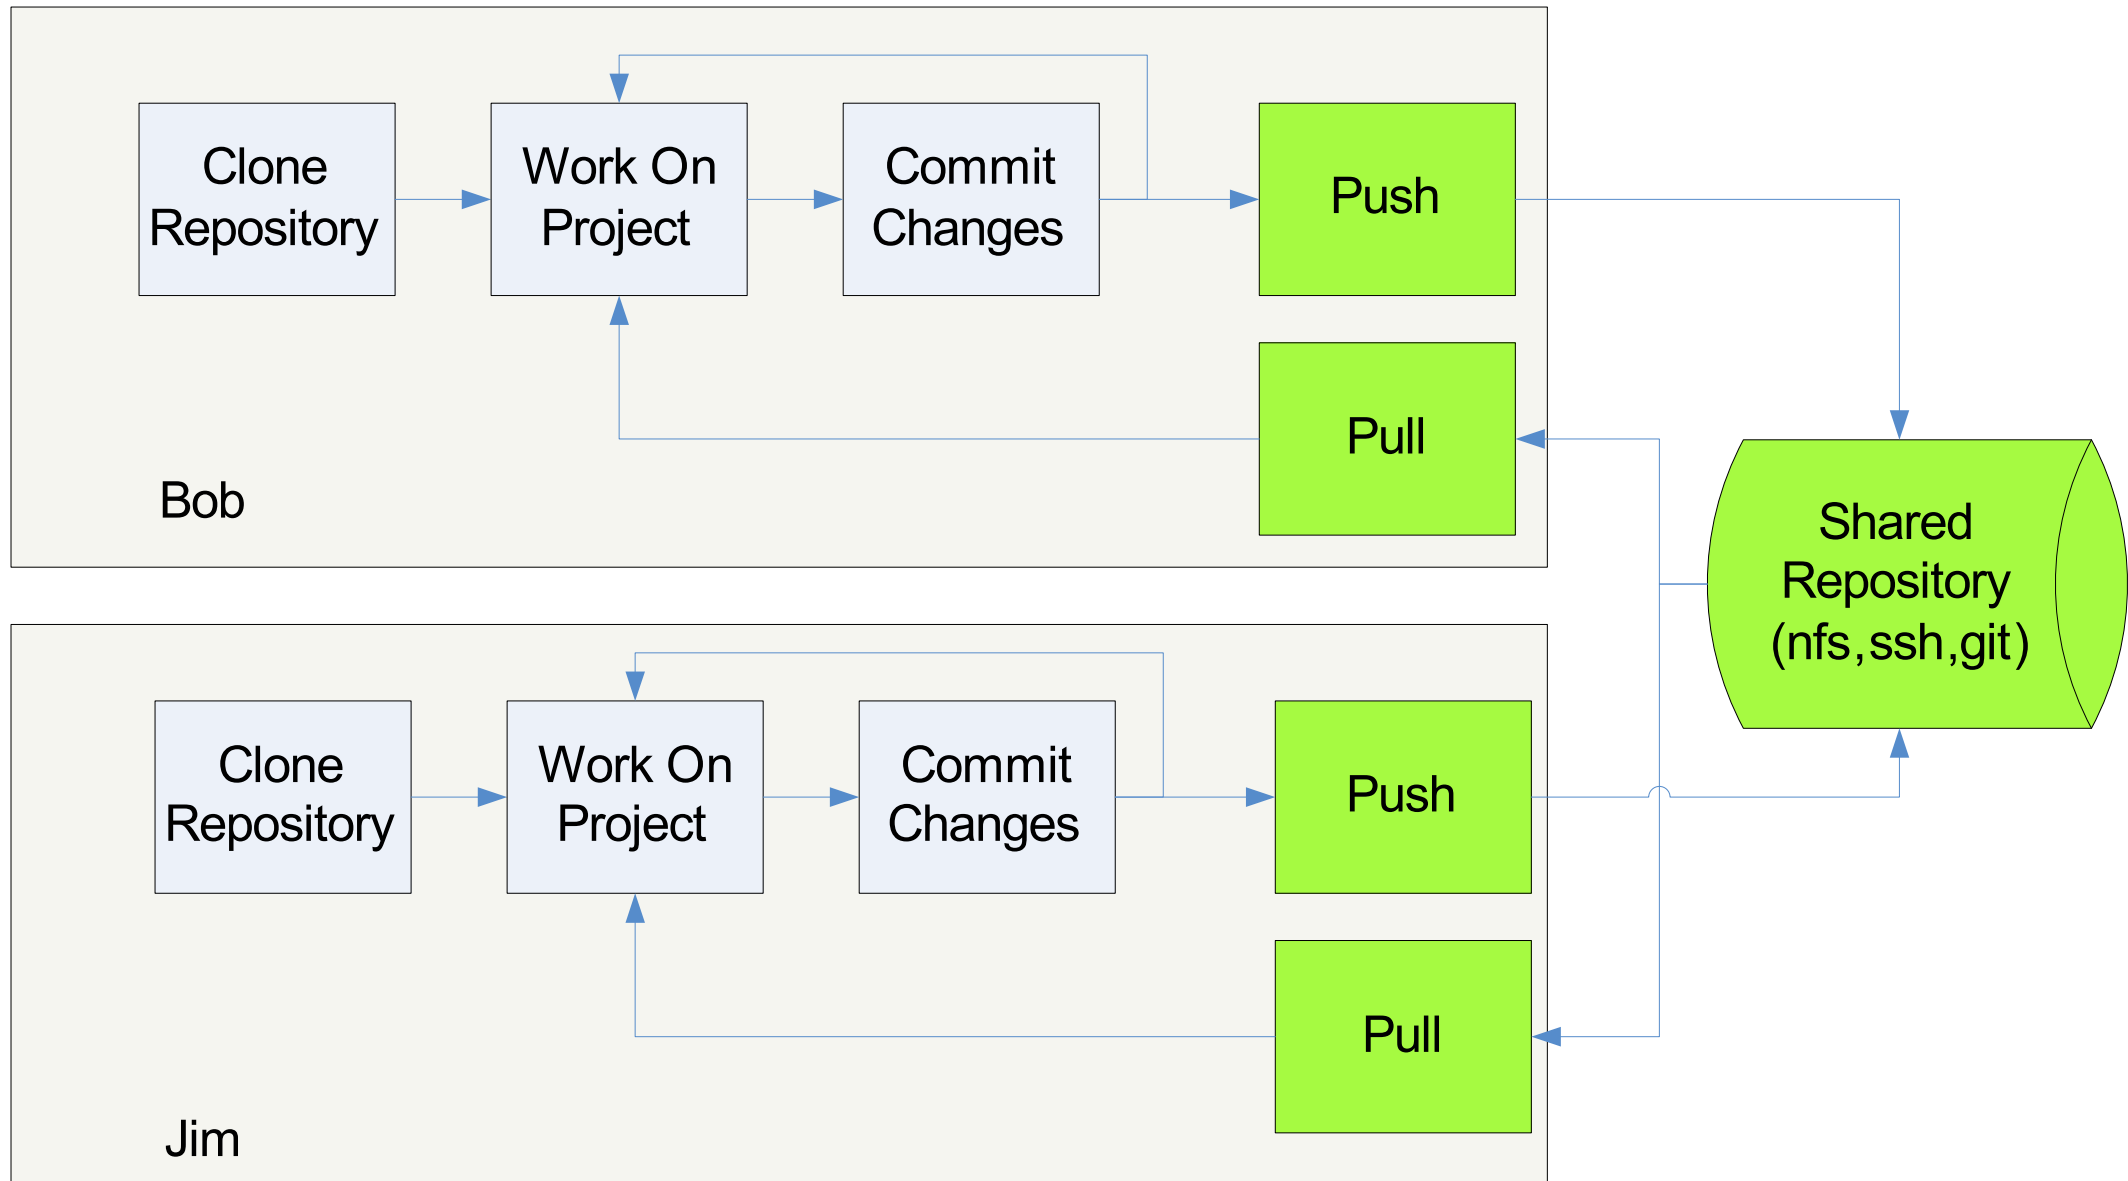 Clone
Repository
Work On
Project
Commit
Changes
Push
Pull
Bob
Shared
Repository
(nfs,ssh,git)
Clone
Repository
Work On
Project
Commit
Changes
Push
Pull
Jim